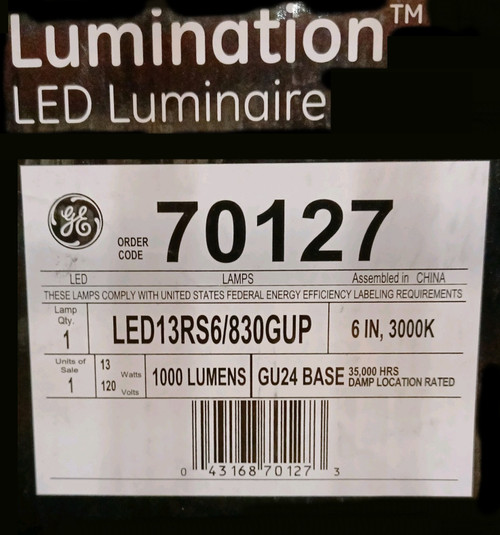 Lumination™
LED Luminaire
GE
ORDER CODE 70127
LED LAMPS Assembled in CHINA
THESE LAMPS COMPLY WITH UNITED STATES FEDERAL ENERGY EFFICIENCY LABELING REQUIREMENTS
Lamp Qty. 1 LED13RS6/830GUP 6 IN, 3000K
Units of Sale 1 13 Watts 120 Volts 1000 LUMENS GU24 BASE 35,000 HRS DAMP LOCATION RATED
0 43168 70127 3